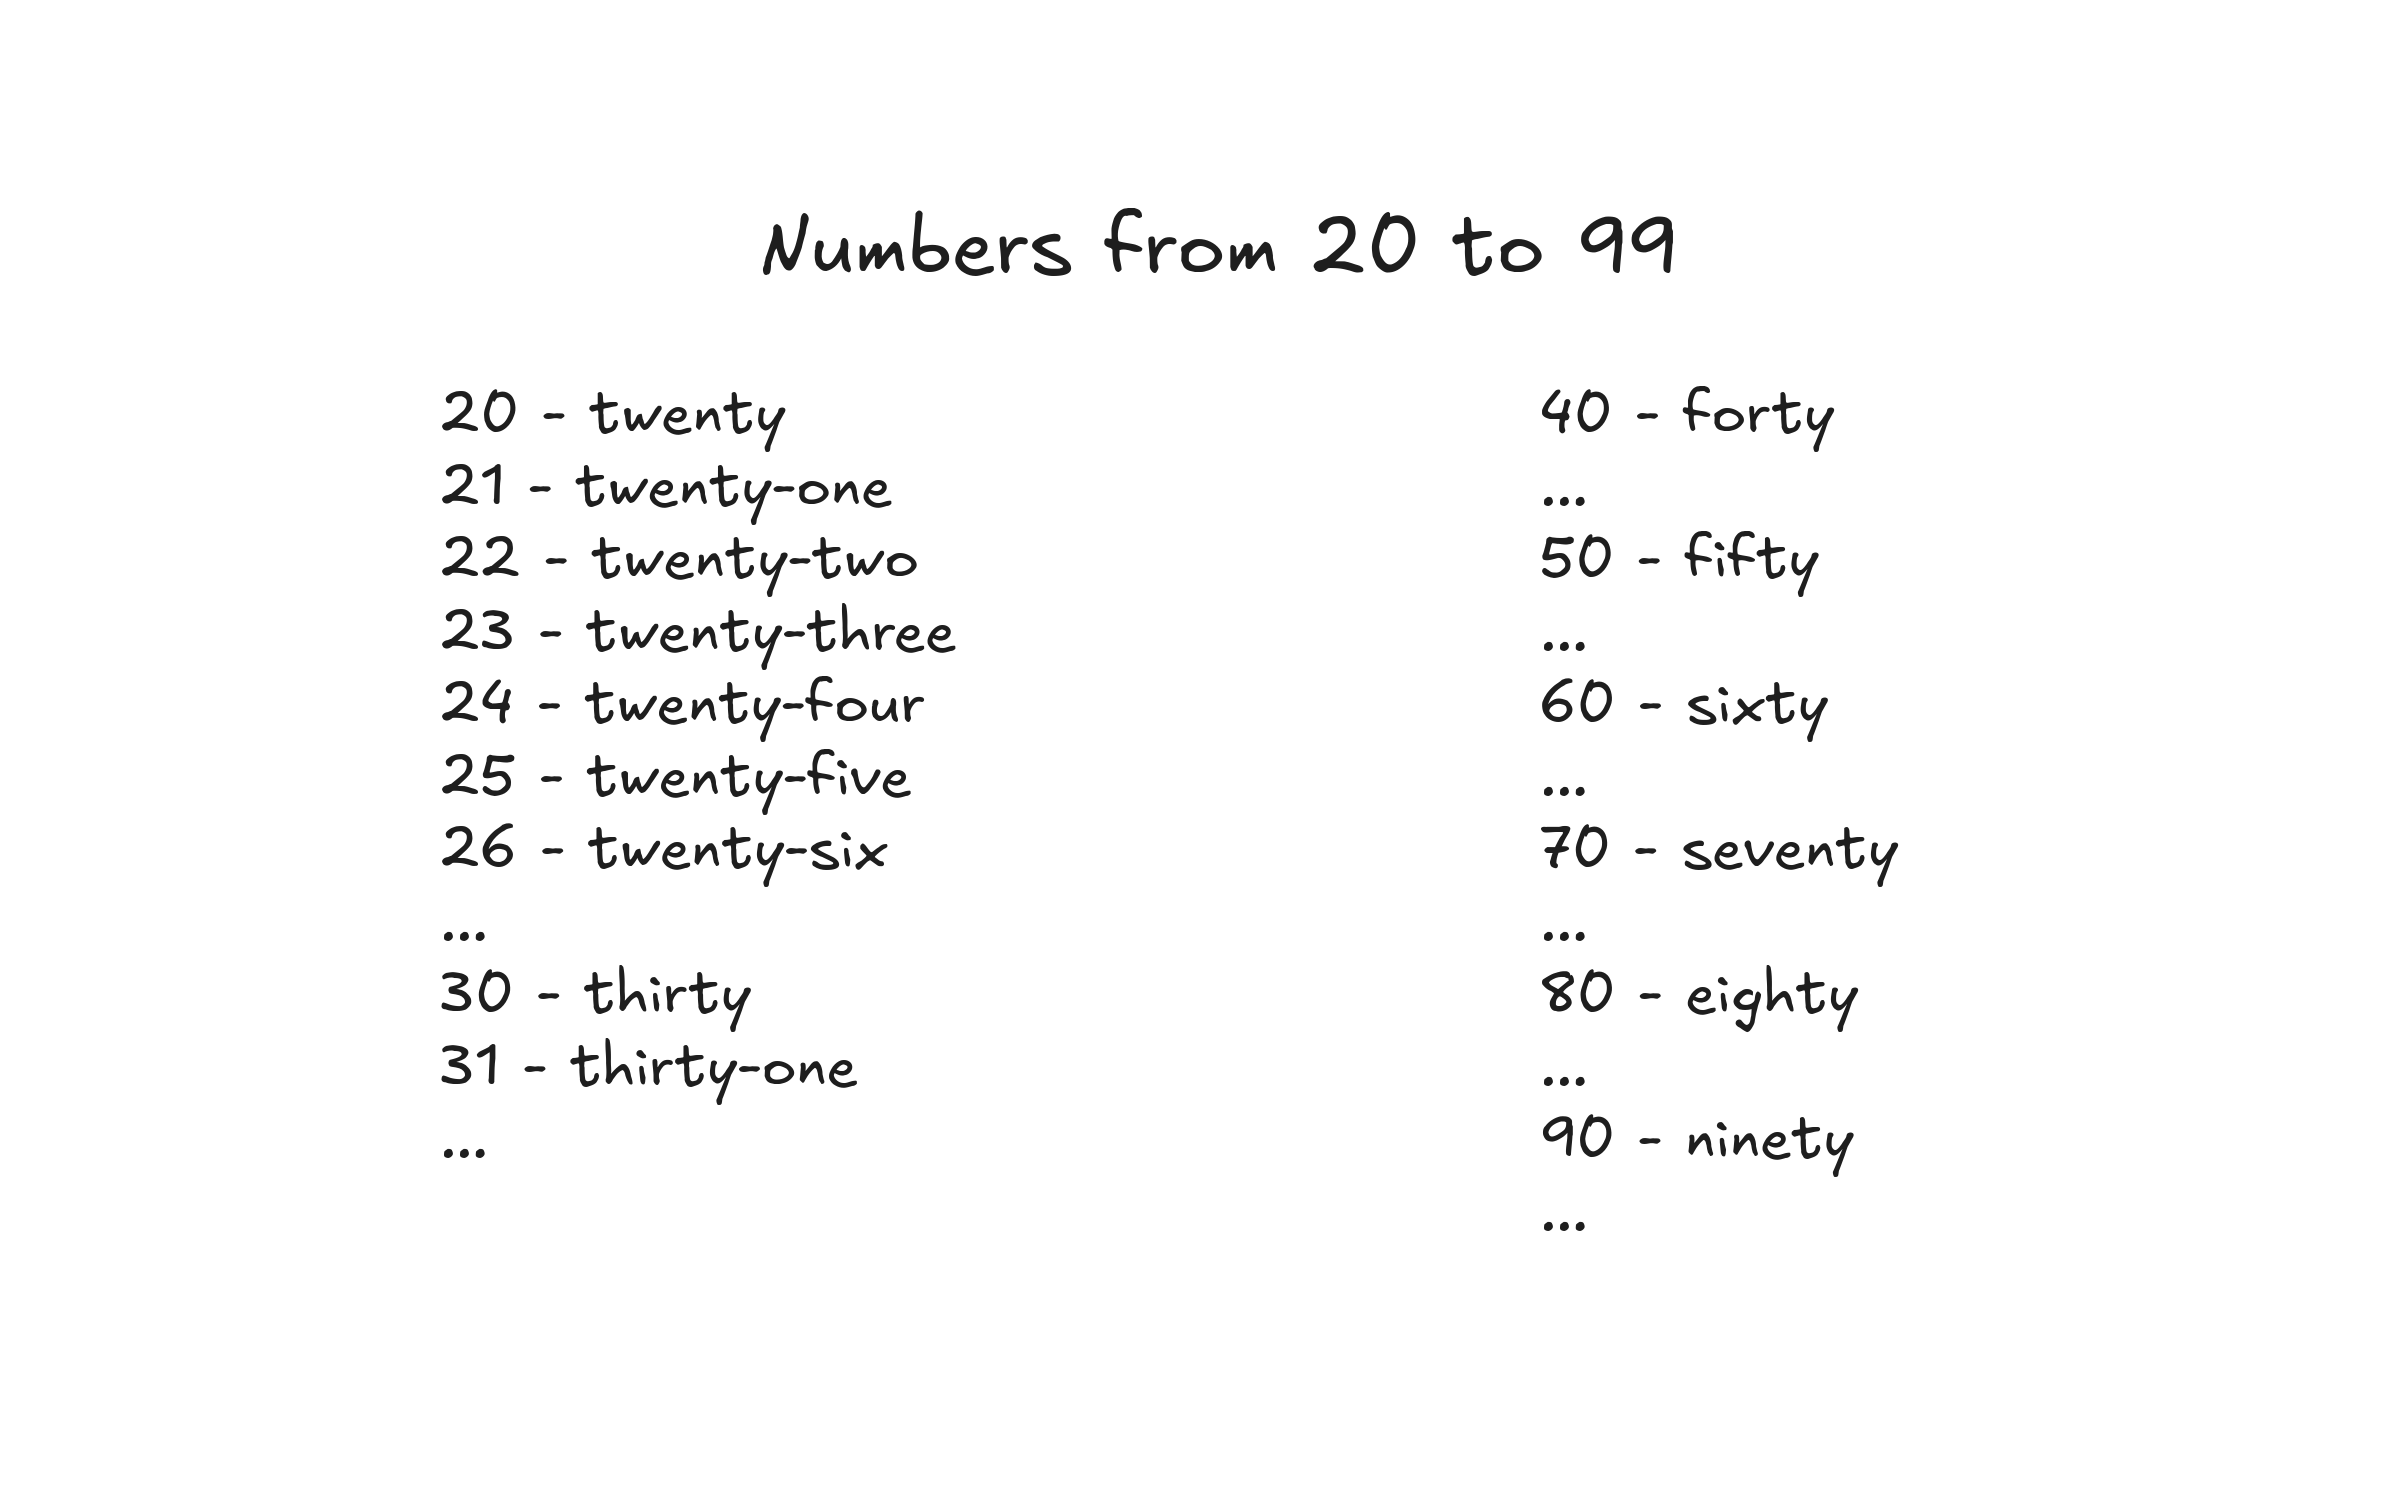 Numbers from 20 to 99
20 - twenty
21 - twenty-one
22 - twenty-two
23 - twenty-three
24 - twenty-four
25 - twenty-five
26 - twenty-six
...
30 - thirty
31 - thirty-one
...
40 - forty
...
50 - fifty
...
60 - sixty
...
70 - seventy
...
80 - eighty
...
90 - ninety
...